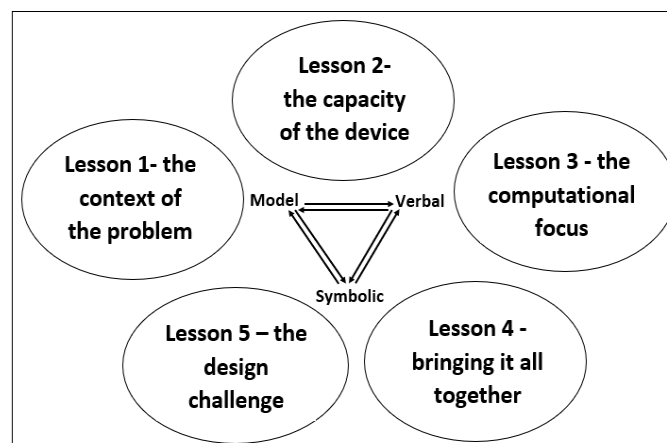 Lesson 1- the
context of
the problem
Lesson 2-
the capacity
of the device
Lesson 3 - the
computational
focus
Lesson 4 -
bringing it all
together
Lesson 5 – the
design
challenge
Model
Verbal
Symbolic